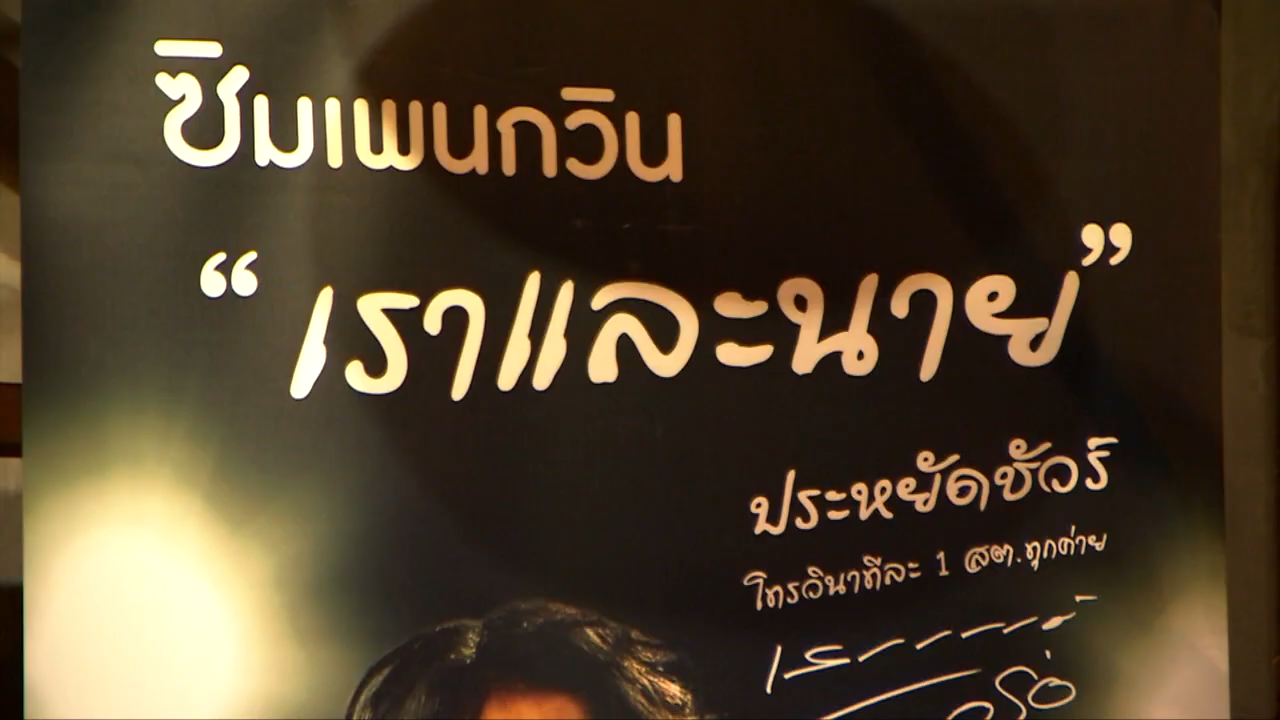 ซิมเพนกวิน
“เราและนาย”
ประหยัดชัวร์
โทรวินาทีละ 1 สต.ทุกค่าย